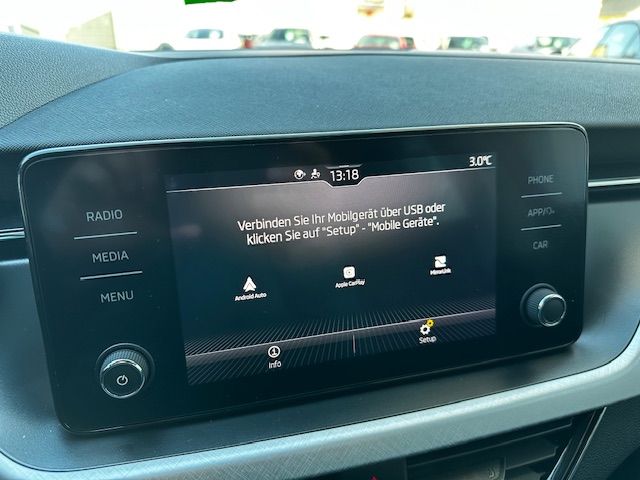 13:18
3.0°C
RADIO
MEDIA
MENU
Verbinden Sie Ihr Mobilgerät über USB oder
klicken Sie auf "Setup" - "Mobile Geräte".
Android Auto
Apple CarPlay
MirrorLink
Info
Setup
PHONE
APP/
CAR